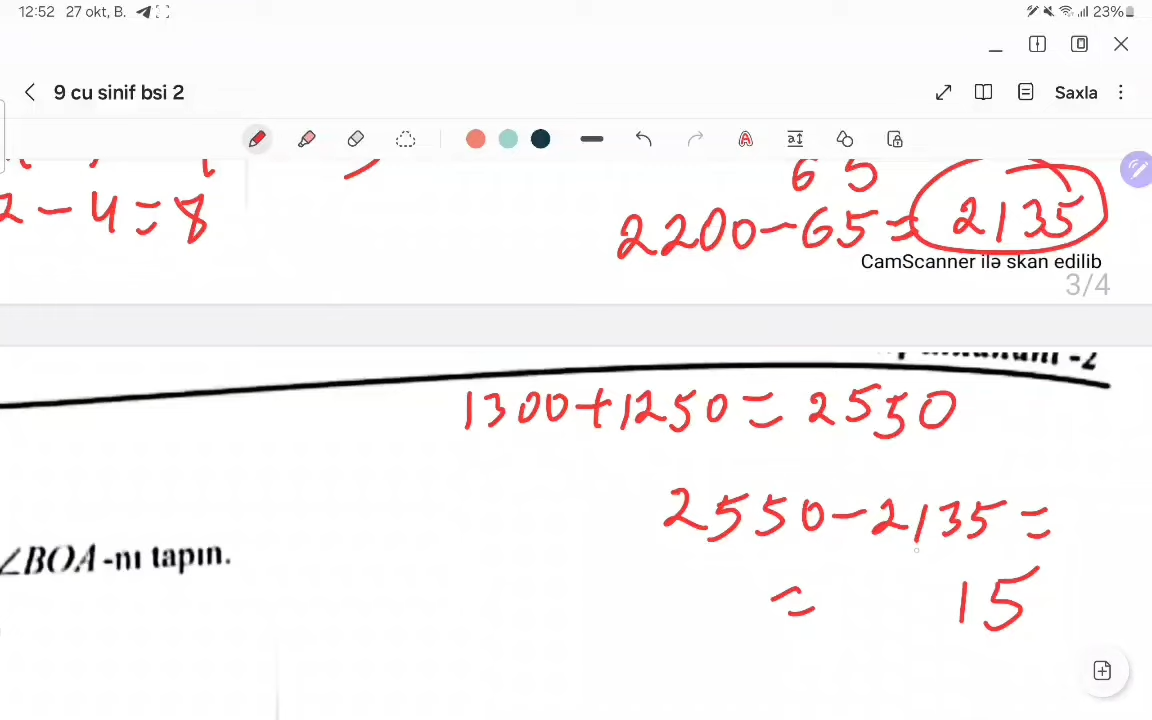 12:52 27 okt, B. 23%
9 cu sinif bsi 2
Saxla
65
2 - 4 = 8
2200 - 65 = 2135
CamScanner ilə skan edilib
3/4
-2
1300 + 1250 = 2550
2550 - 2135 =
= 15
∠BOA-nı tapın.